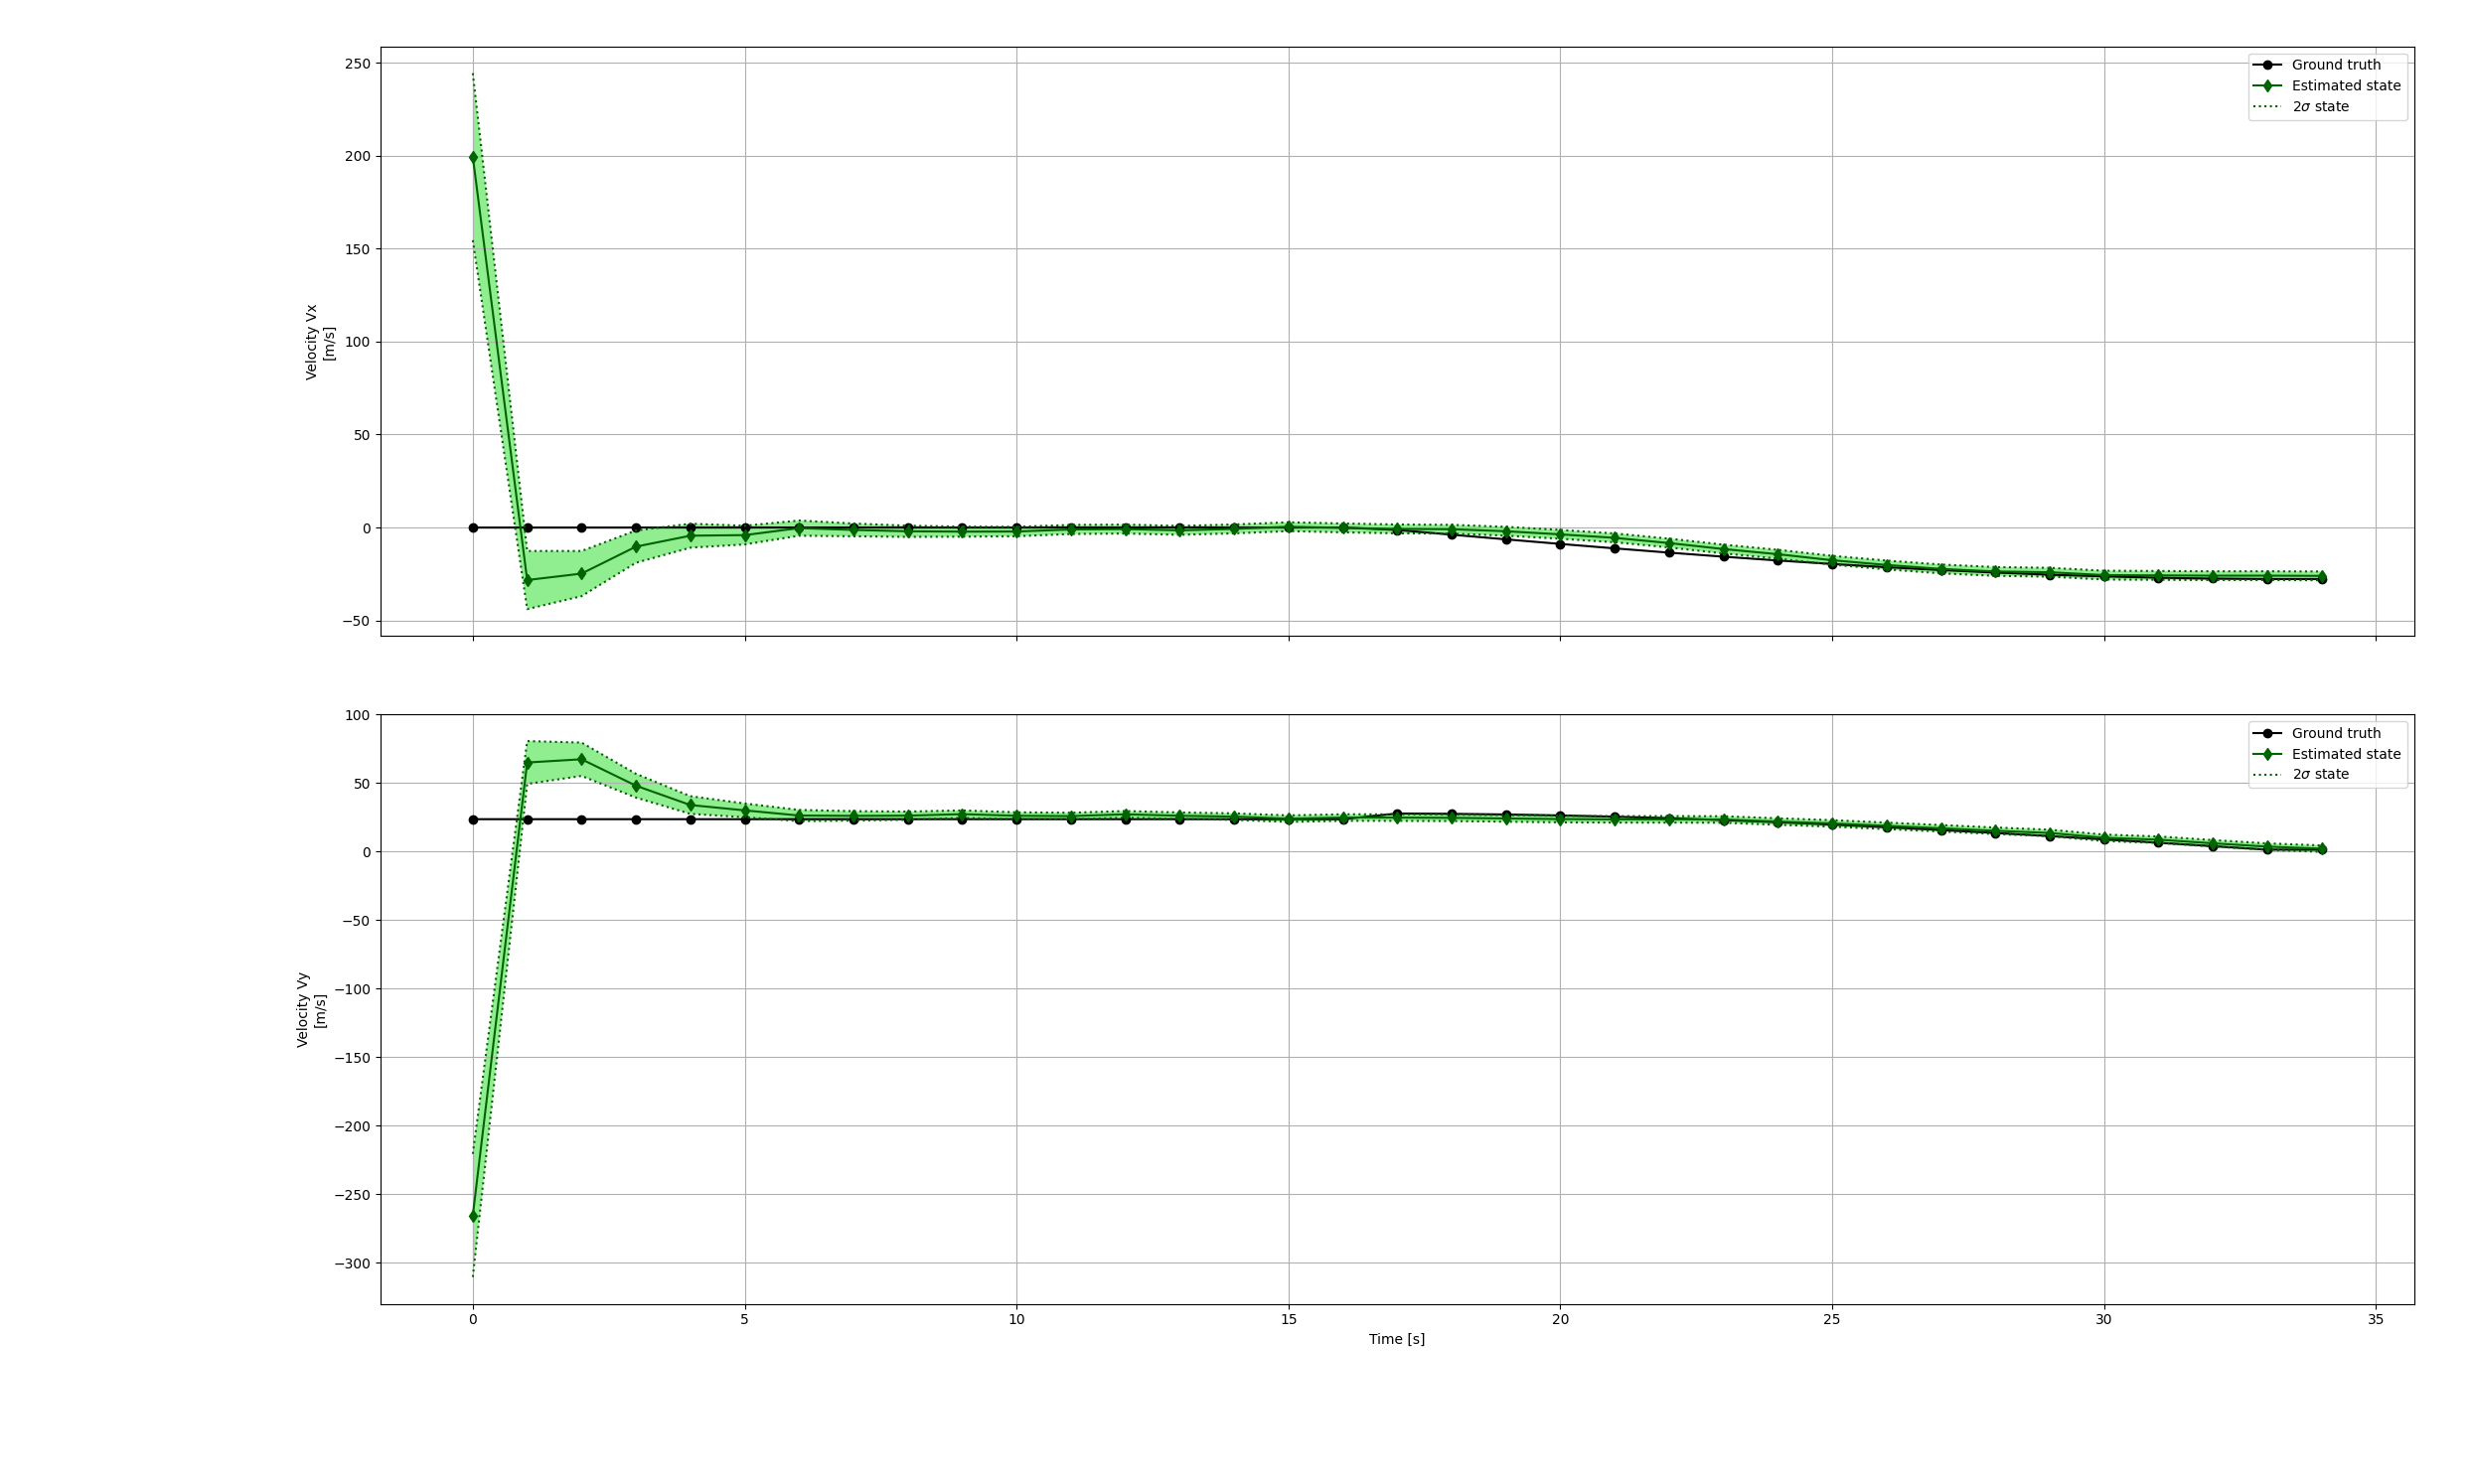 250
200
150
100
50
0
−50
Velocity Vx
[m/s]
Ground truth
Estimated state
2σ state
100
50
0
−50
−100
−150
−200
−250
−300
Velocity Vy
[m/s]
Ground truth
Estimated state
2σ state
0 5 10 15 20 25 30 35
Time [s]